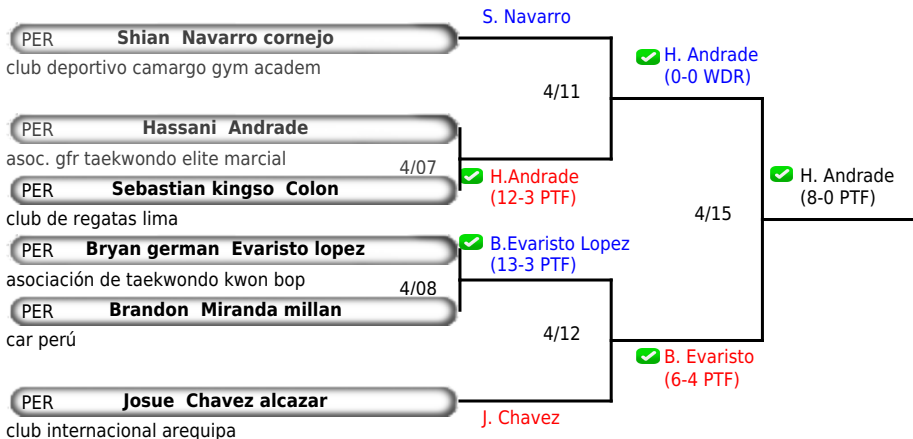 S. Navarro
PER Shian Navarro cornejo
club deportivo camargo gym academ
H. Andrade
(0-0 WDR)
4/11
PER Hassani Andrade
asoc. gfr taekwondo elite marcial
4/07
H.Andrade
(12-3 PTF)
PER Sebastian kingso Colon
club de regatas lima
H. Andrade
(8-0 PTF)
4/15
PER Bryan german Evaristo lopez
asociación de taekwondo kwon bop
B.Evaristo Lopez
(13-3 PTF)
4/08
PER Brandon Miranda millan
car perú
4/12
B. Evaristo
(6-4 PTF)
PER Josue Chavez alcazar
club internacional arequipa
J. Chavez